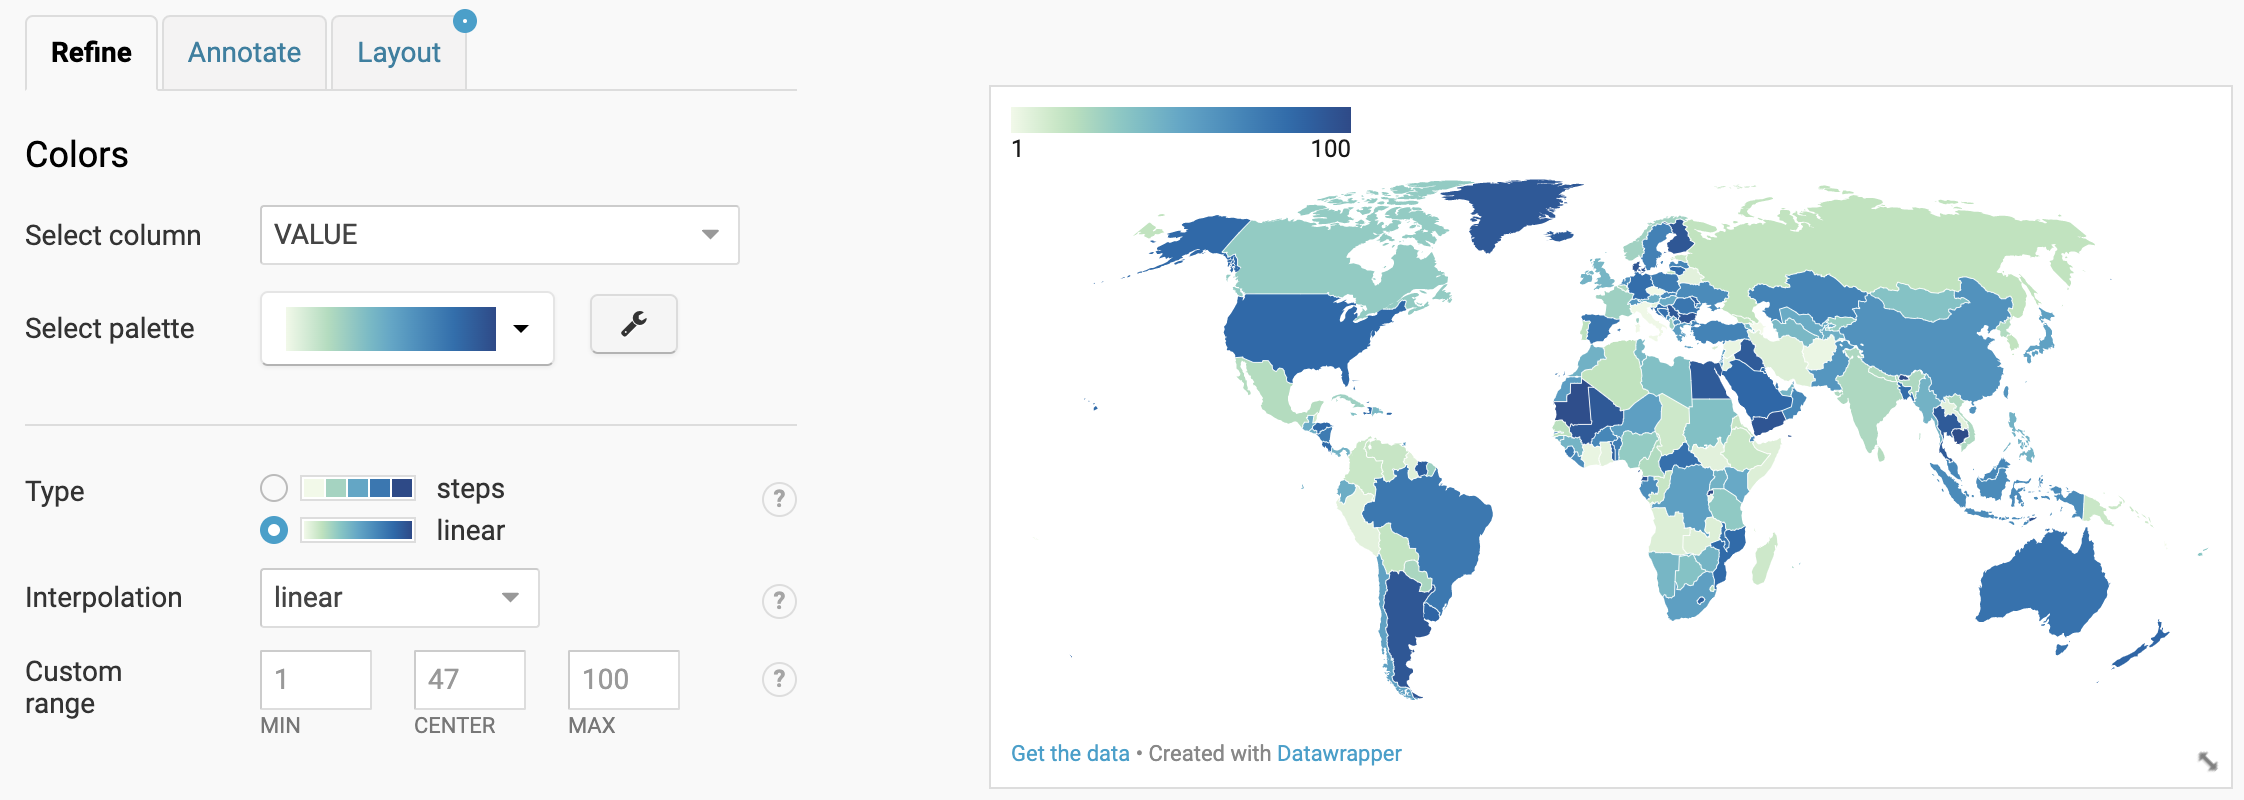 Refine Annotate Layout
Colors
Select column VALUE
Select palette
Type steps ?
linear
Interpolation linear ?
Custom range 1 47 100 ?
MIN CENTER MAX
1 100
Get the data • Created with Datawrapper